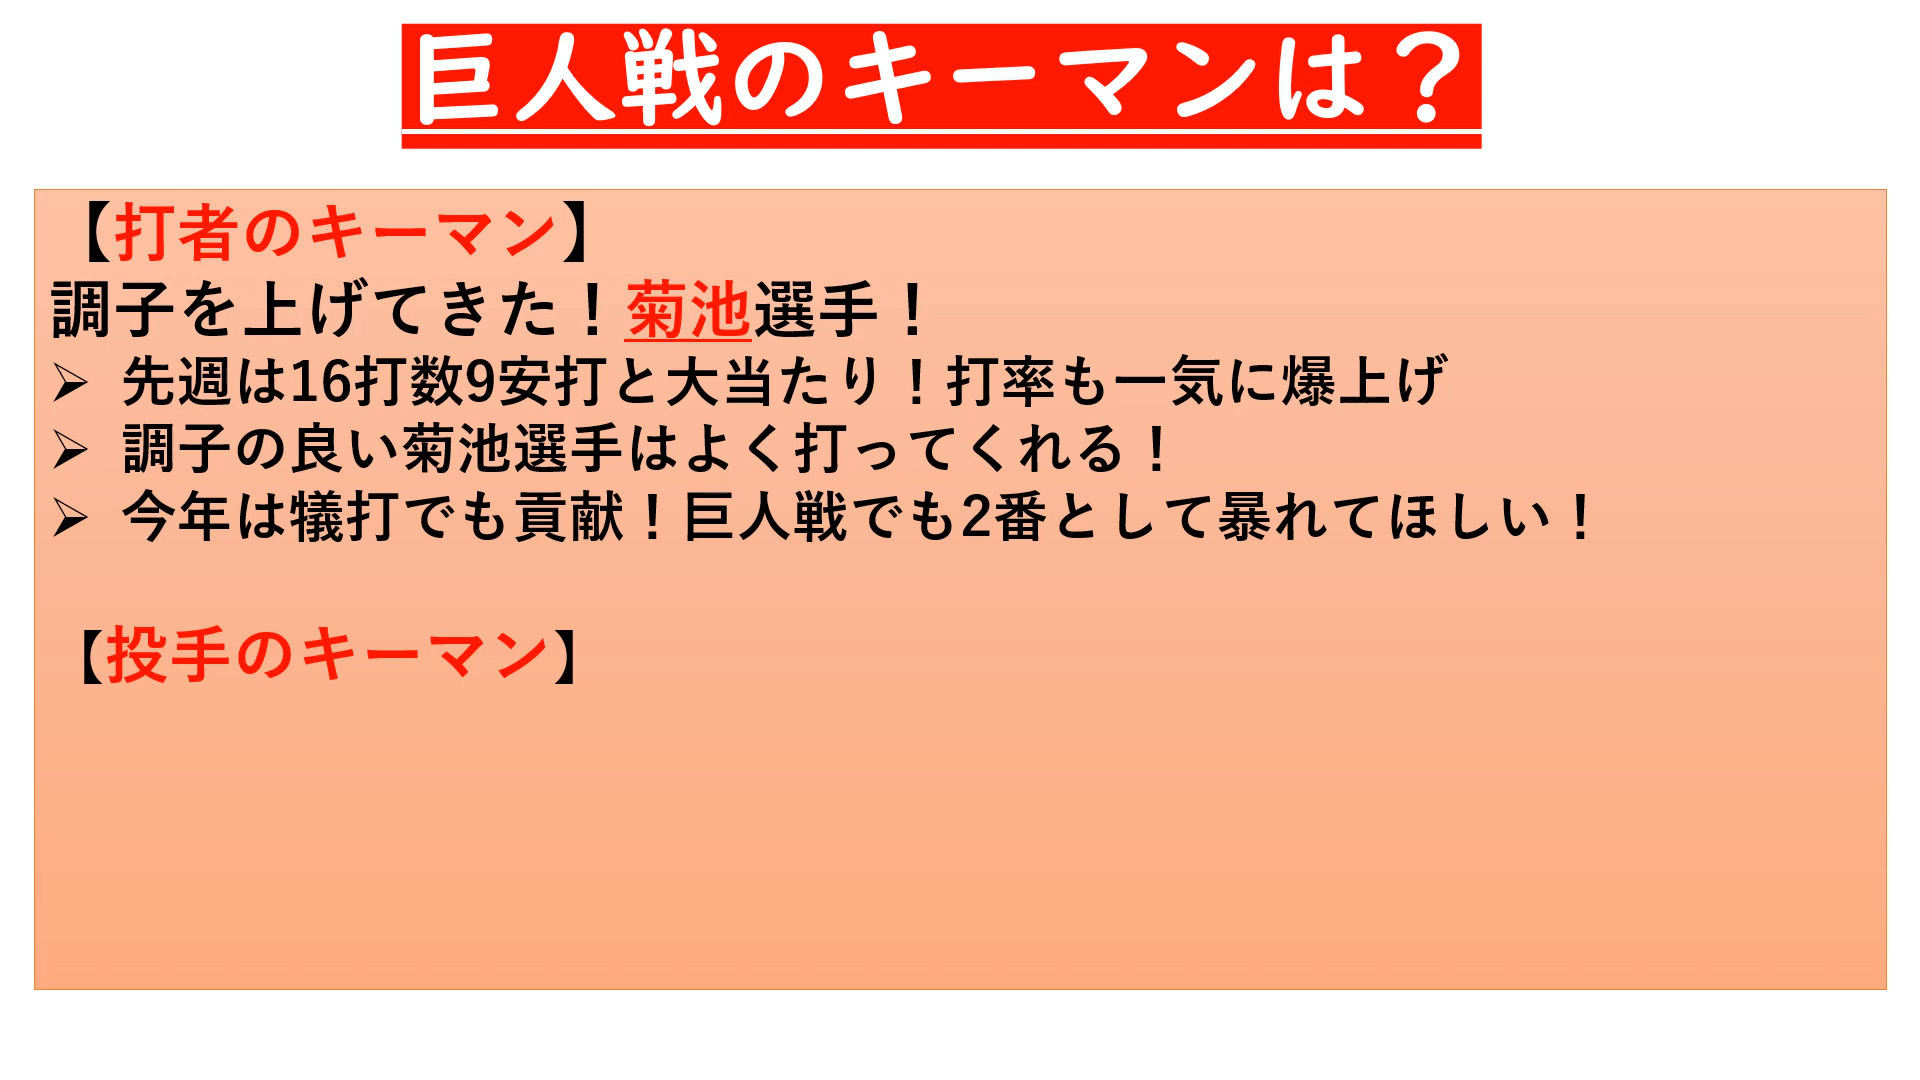 巨人戦のキーマンは？
【打者のキーマン】
調子を上げてきた！菊池選手！
➢ 先週は16打数9安打と大当たり！打率も一気に爆上げ
➢ 調子の良い菊池選手はよく打ってくれる！
➢ 今年は犠打でも貢献！巨人戦でも2番として暴れてほしい！
【投手のキーマン】